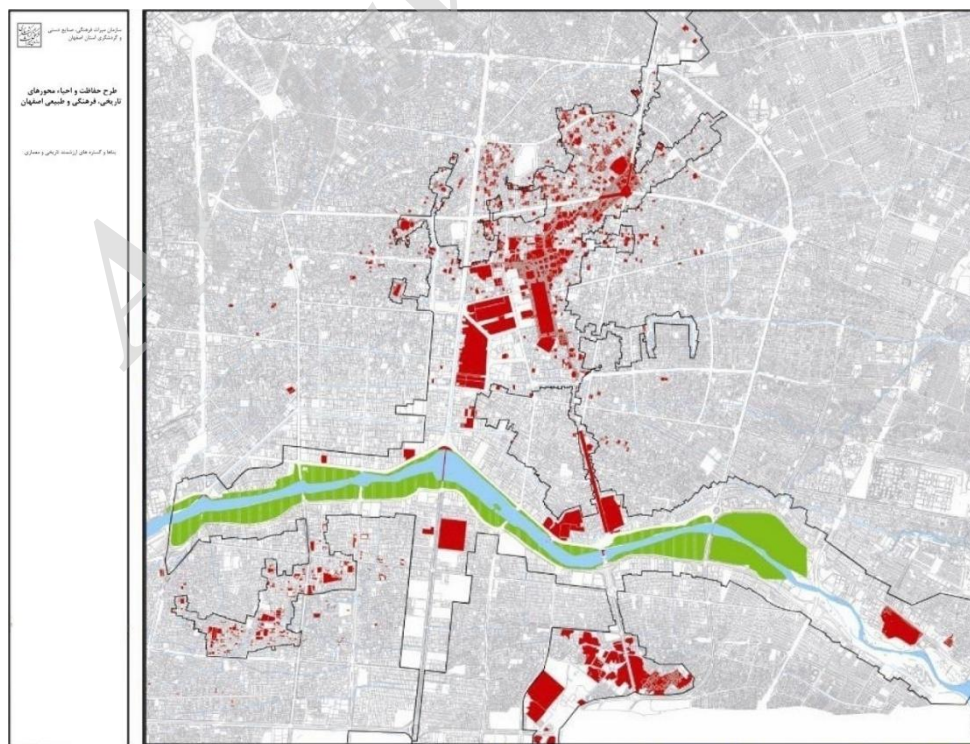 سازمان میراث فرهنگی، صنایع دستی
و گردشگری استان اصفهان
طرح حفاظت و احیاء محورهای
تاریخی، فرهنگی و طبیعی اصفهان
بناها و گستره های ارزشمند تاریخی و معماری